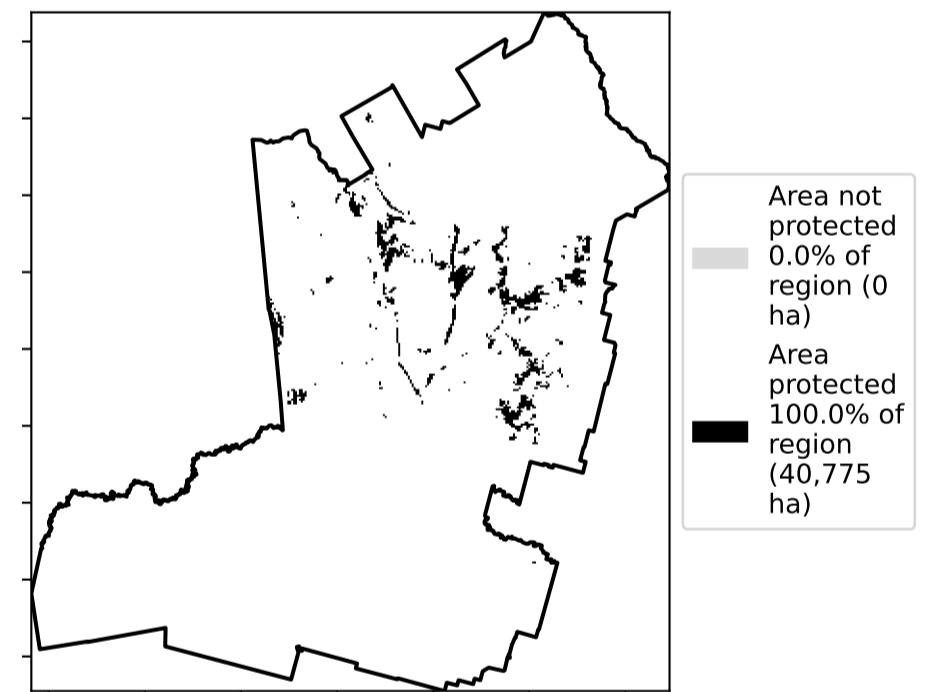 Area not
protected
0.0% of
region (0
ha)
Area
protected
100.0% of
region
(40,775
ha)